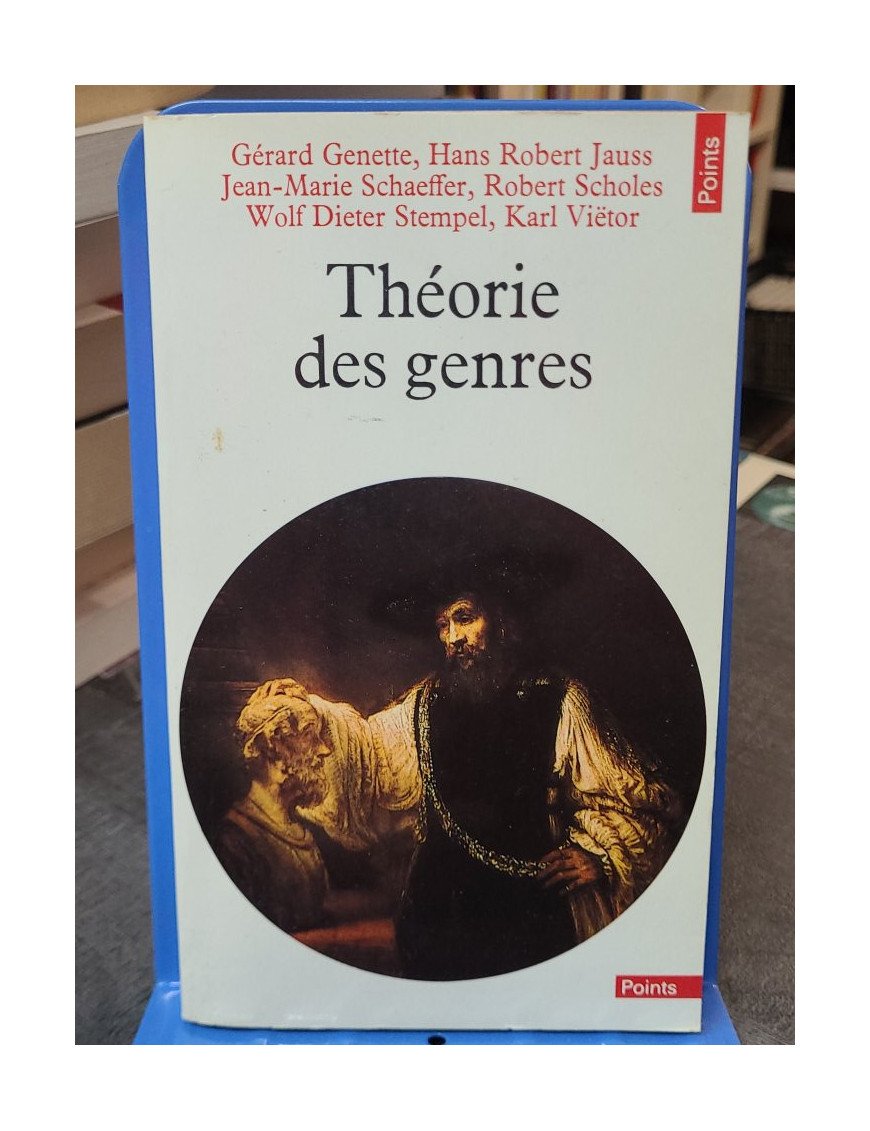 Gérard Genette, Hans Robert Jauss
Jean-Marie Schaeffer, Robert Scholes
Wolf Dieter Stempel, Karl Viëtor
Points
Théorie
des genres
Points